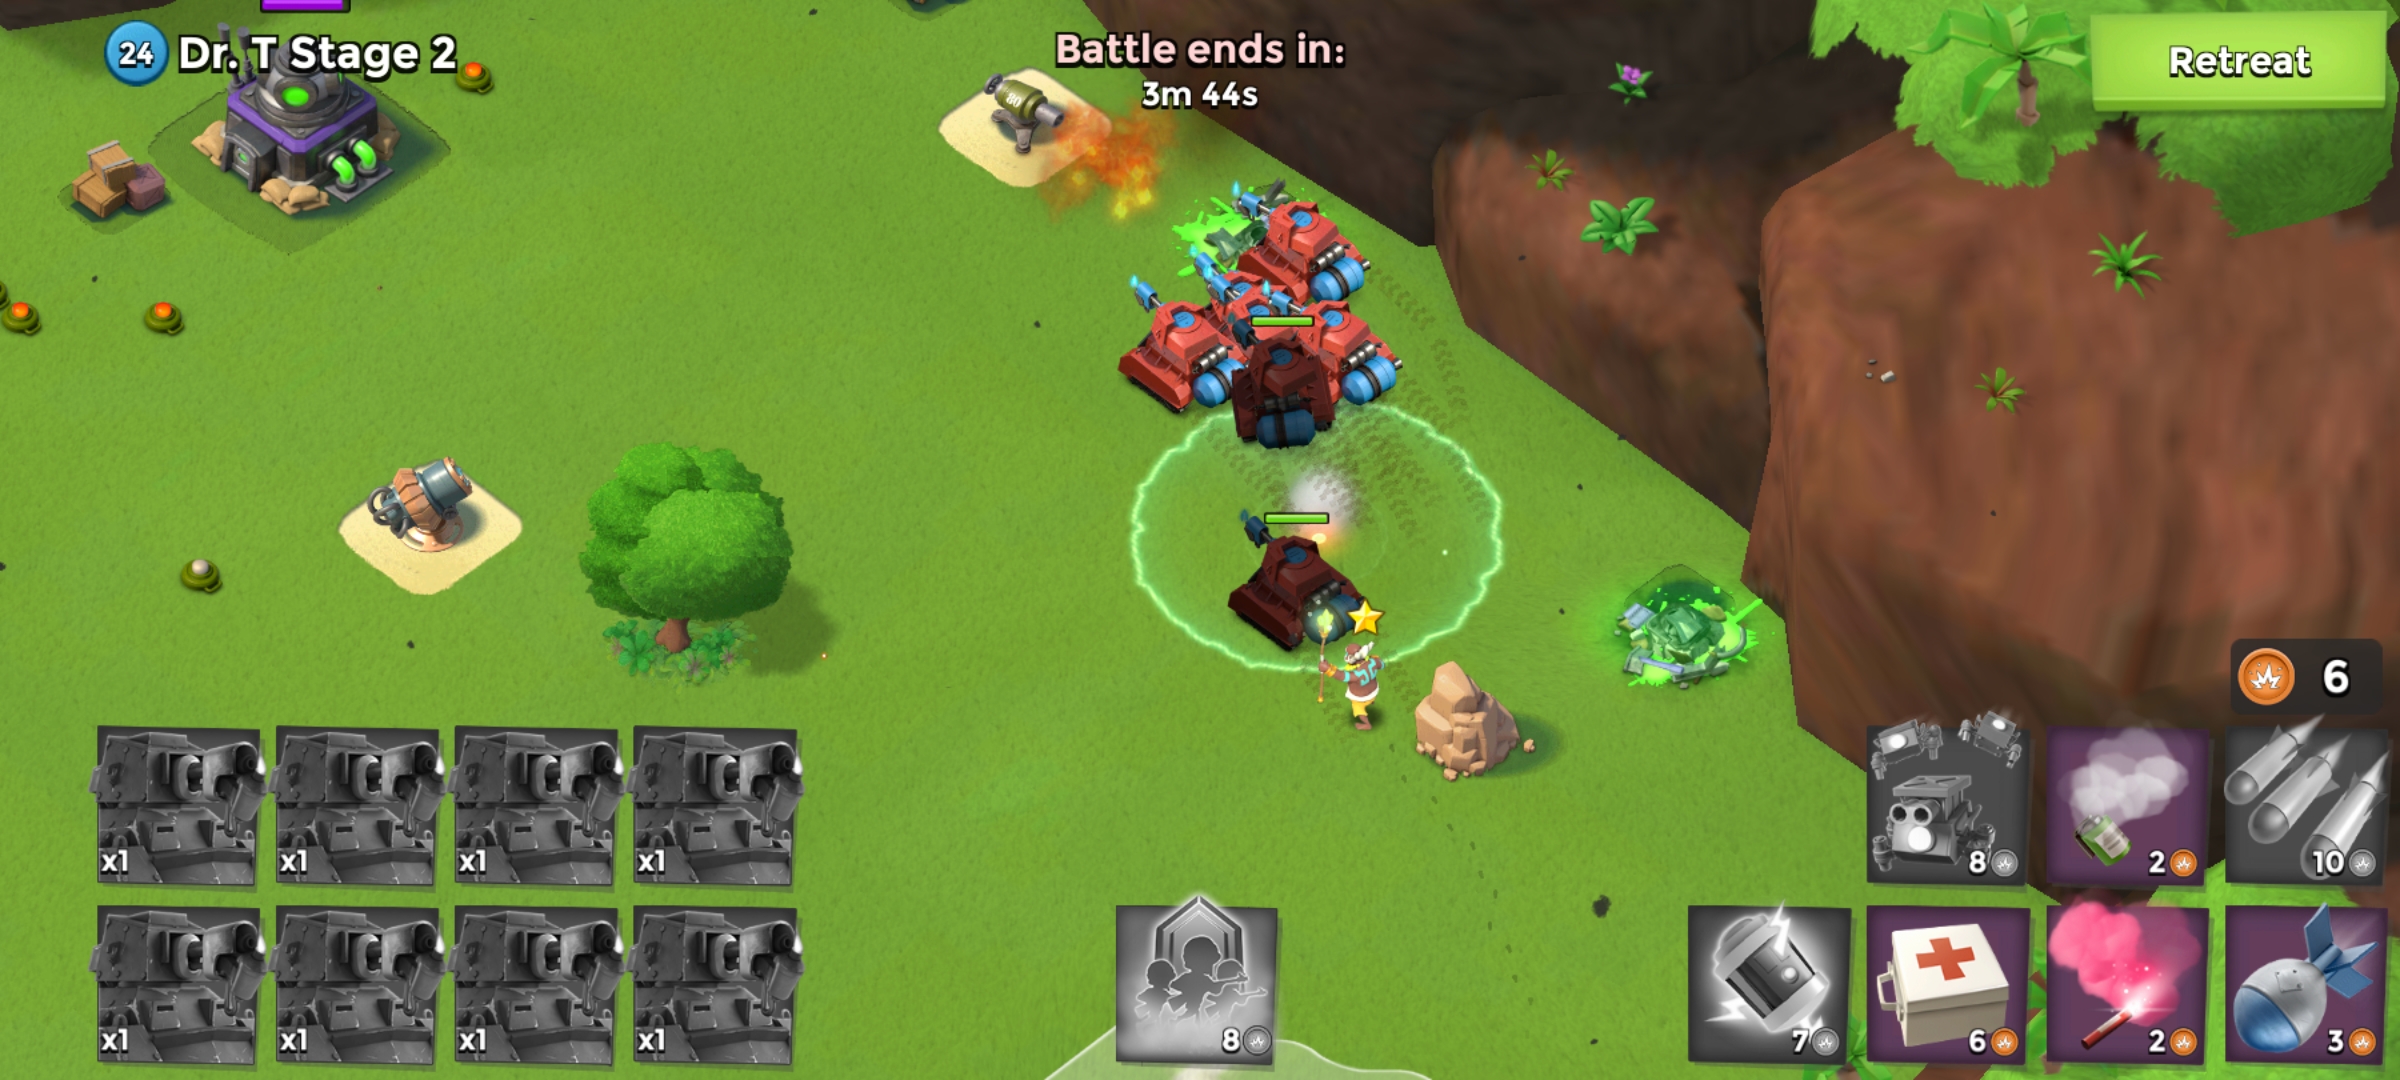 24 Dr. T Stage 2
Battle ends in:
3m 44s
Retreat
80
6
x1 x1 x1 x1
8 2 10
x1 x1 x1 x1
8
7 6 2 3